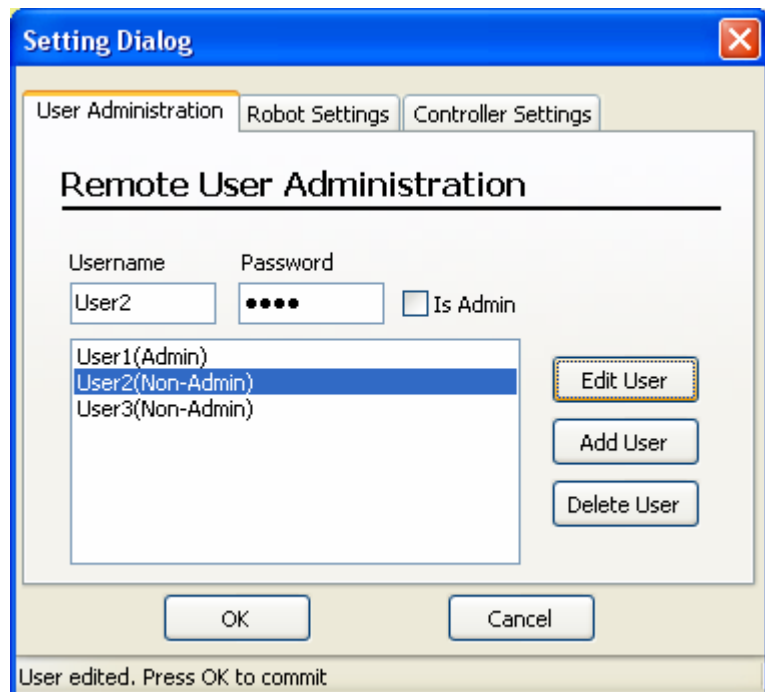 Setting Dialog
User Administration Robot Settings Controller Settings
Remote User Administration
Username Password
User2 •••• Is Admin
User1(Admin)
User2(Non-Admin)
User3(Non-Admin)
Edit User
Add User
Delete User
OK Cancel
User edited. Press OK to commit